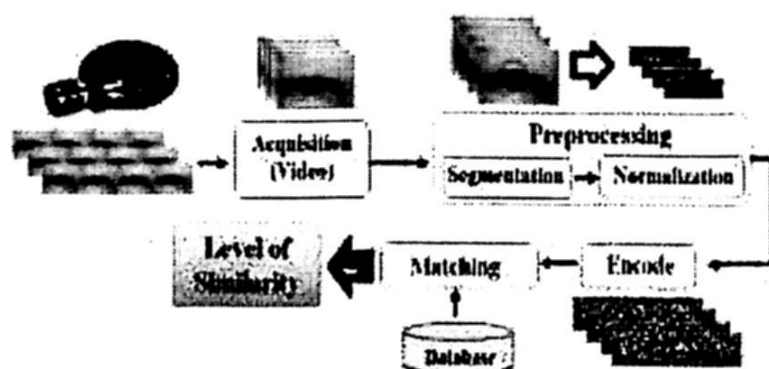 Acquisition
(Video)
Preprocessing
Segmentation
Normalization
Level of
Similarity
Matching
Encode
Database